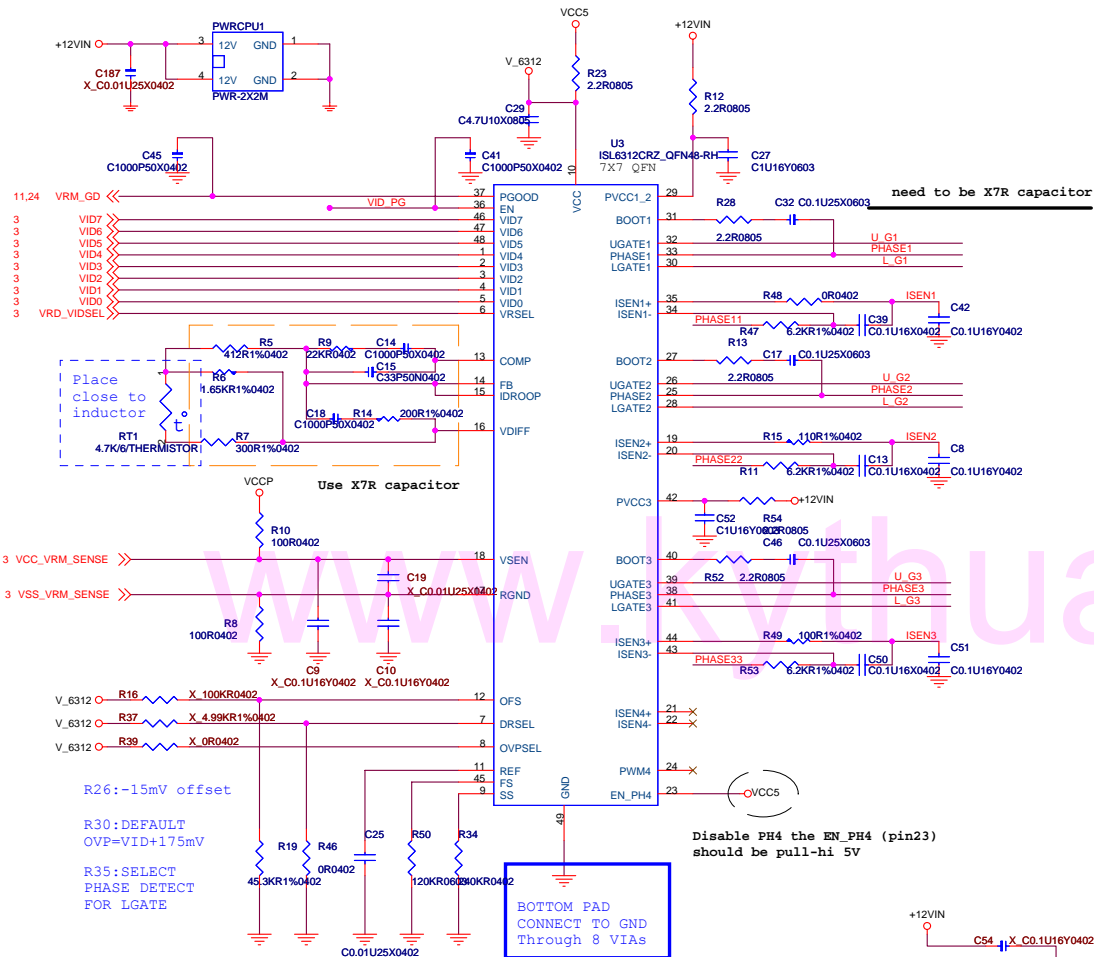 VCC5
PWRCPU1
+12VIN
+12VIN
3 12V GND 1
4 12V GND 2
PWR-2X2M
C187
X_C0.01U25X0402
V_6312
R23
2.2R0805
R12
2.2R0805
C29
C4.7U10X0805
U3
ISL6312CRZ_QFN48-RH
7X7 QFN
C27
C1U16Y0603
C45
C1000P50X0402
C41
C1000P50X0402
10
VCC
need to be X7R capacitor
11,24 VRM_GD
37 PGOOD
VID_PG
36 EN
3 VID7 46 VID7
3 VID6 47 VID6
3 VID5 48 VID5
3 VID4 1 VID4
3 VID3 2 VID3
3 VID2 3 VID2
3 VID1 4 VID1
3 VID0 5 VID0
3 VRD_VIDSEL 6 VRSEL
PVCC1_2 29
R28
2.2R0805
C32 C0.1U25X0603
BOOT1 31
UGATE1 32 U_G1
PHASE1 33 PHASE1
LGATE1 30 L_G1
ISEN1+ 35
ISEN1- 34
R48 0R0402
ISEN1
C42
C0.1U16Y0402
PHASE11
R47 6.2KR1%0402
C39
C0.1U16X0402
R13
2.2R0805
C17 C0.1U25X0603
BOOT2 27
UGATE2 26 U_G2
PHASE2 25 PHASE2
LGATE2 28 L_G2
R5
412R1%0402
R9
22KR0402
C14
C1000P50X0402
13 COMP
C15
C33P50N0402
14 FB
15 IDROOP
R6
1.65KR1%0402
C18
C1000P50X0402
R14 200R1%0402
16 VDIFF
Place
close to
inductor
1
2
t°
RT1
4.7K/6/THERMISTOR
R7
300R1%0402
Use X7R capacitor
ISEN2+ 19
ISEN2- 20
R15 110R1%0402
ISEN2
C8
C0.1U16Y0402
PHASE22
R11 6.2KR1%0402
C13
C0.1U16X0402
VCCP
R10
100R0402
PVCC3 42
+12VIN
C52
C1U16Y0603
R54
C46 C0.1U25X0603
BOOT3 40
R52 2.2R0805
UGATE3 39 U_G3
PHASE3 38 PHASE3
LGATE3 41 L_G3
3 VCC_VRM_SENSE
18 VSEN
C19
X_C0.01U25X0402
3 VSS_VRM_SENSE
17 RGND
R8
100R0402
C9
X_C0.1U16Y0402
C10
X_C0.1U16Y0402
www.kythua
ISEN3+ 44
ISEN3- 43
R49 100R1%0402
ISEN3
C51
C0.1U16Y0402
PHASE33
R53 6.2KR1%0402
C50
C0.1U16X0402
V_6312 R16 X_100KR0402 12 OFS
V_6312 R37 X_4.99KR1%0402 7 DRSEL
V_6312 R39 X_0R0402 8 OVPSEL
ISEN4+ 21
ISEN4- 22
11 REF
45 FS
9 SS
GND
49
PWM4 24
EN_PH4 23
VCC5
R26:-15mV offset
R30:DEFAULT
OVP=VID+175mV
R35:SELECT
PHASE DETECT
FOR LGATE
R19
45.3KR1%0402
R46
0R0402
C25
C0.01U25X0402
R50
120KR0603
R34
240KR0402
Disable PH4 the EN_PH4 (pin23)
should be pull-hi 5V
BOTTOM PAD
CONNECT TO GND
Through 8 VIAs
+12VIN
C54 X_C0.1U16Y0402